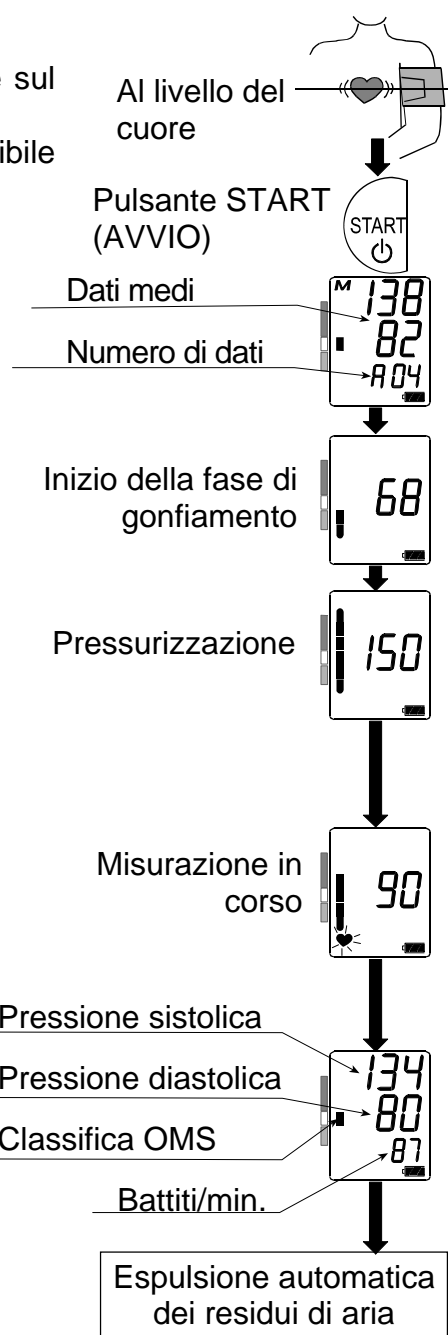 e sul
Al livello del
cuore
ibile
Pulsante START
(AVVIO)
START
Dati medi
M 138
82
Numero di dati
A 04
Inizio della fase di
gonfiamento
68
Pressurizzazione
150
Misurazione in
corso
90
Pressione sistolica
134
Pressione diastolica
80
Classifica OMS
87
Battiti/min.
Espulsione automatica
dei residui di aria